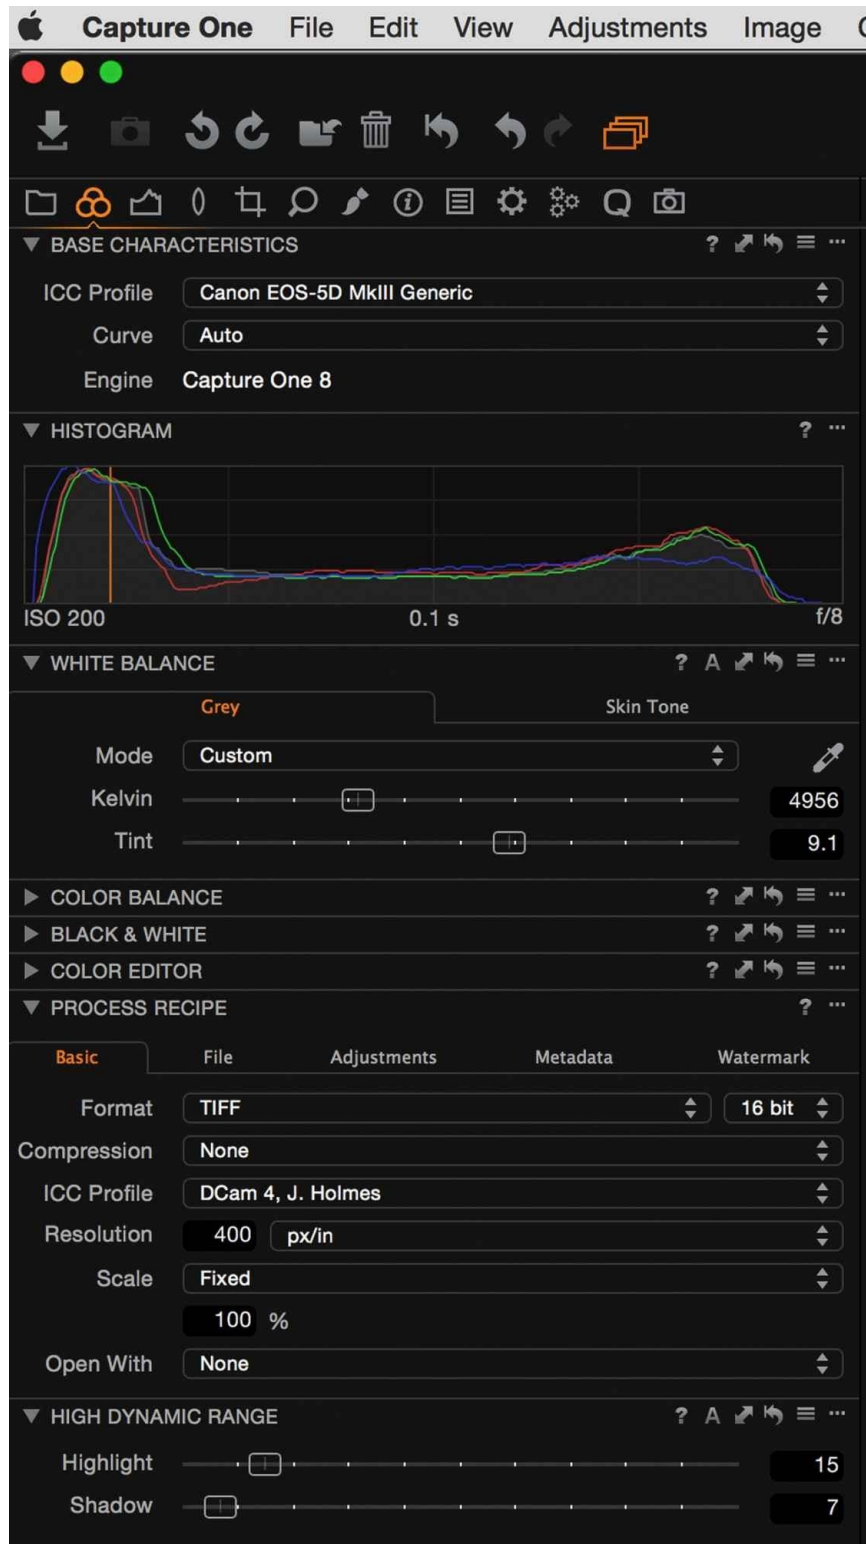 Capture One File Edit View Adjustments Image
BASE CHARACTERISTICS ?
ICC Profile Canon EOS-5D MkIII Generic
Curve Auto
Engine Capture One 8
HISTOGRAM ?
ISO 200 0.1 s f/8
WHITE BALANCE ? A
Grey Skin Tone
Mode Custom
Kelvin 4956
Tint 9.1
COLOR BALANCE ?
BLACK & WHITE ?
COLOR EDITOR ?
PROCESS RECIPE ?
Basic File Adjustments Metadata Watermark
Format TIFF 16 bit
Compression None
ICC Profile DCam 4, J. Holmes
Resolution 400 px/in
Scale Fixed
100 %
Open With None
HIGH DYNAMIC RANGE ? A
Highlight 15
Shadow 7